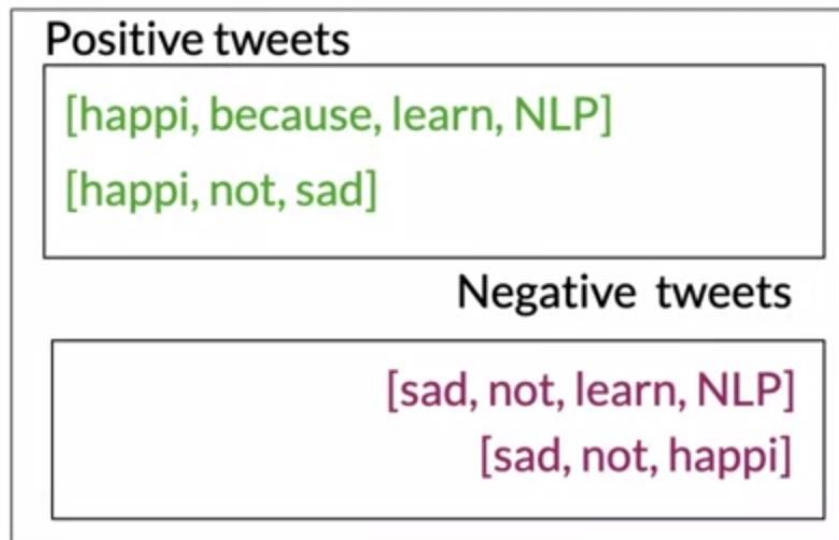 Positive tweets
[happi, because, learn, NLP]
[happi, not, sad]
Negative tweets
[sad, not, learn, NLP]
[sad, not, happi]